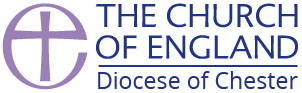 THE CHURCH
OF ENGLAND
Diocese of Chester